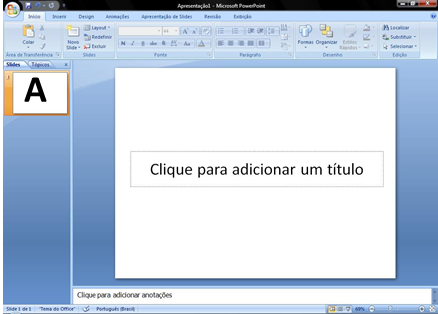 Apresentação1 - Microsoft PowerPoint
Início Inserir Design Animações Apresentação de Slides Revisão Exibição
Colar
Novo Slide
Layout
Redefinir
Excluir
Formas Organizar Estilos Rápidos
Localizar
Substituir
Selecionar
Área de Transferência Slides Fonte Parágrafo Desenho Edição
Slides Tópicos
1
A
Clique para adicionar um título
Clique para adicionar anotações
Slide 1 de 1 "Tema do Office" Português (Brasil) 69%